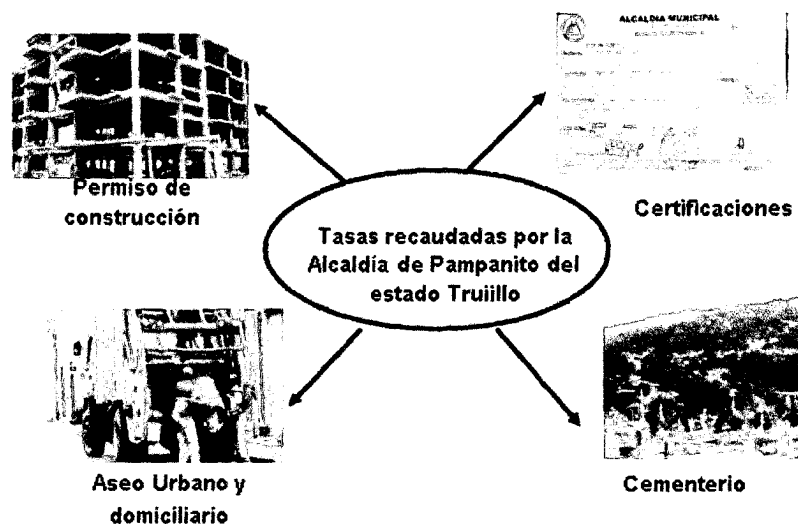 ALCALDIA MUNICIPAL
Permiso de
construcción
Certificaciones
Tasas recaudadas por la
Alcaldía de Pampanito del
estado Trujillo
Aseo Urbano y
domiciliario
Cementerio